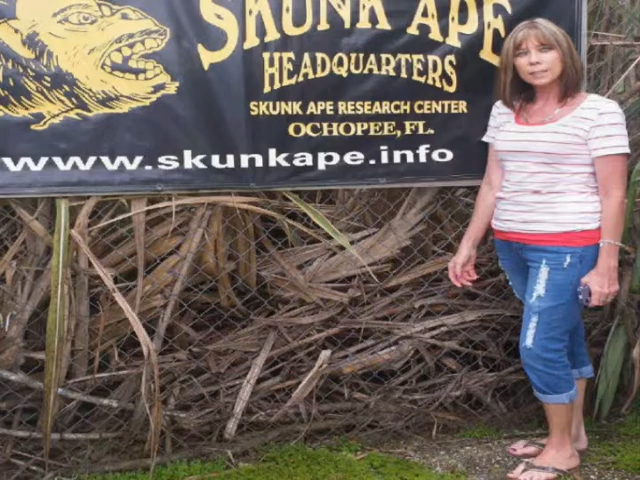 SKUNK APE
HEADQUARTERS
SKUNK APE RESEARCH CENTER
OCHOPEE, FL.
www.skunkape.info